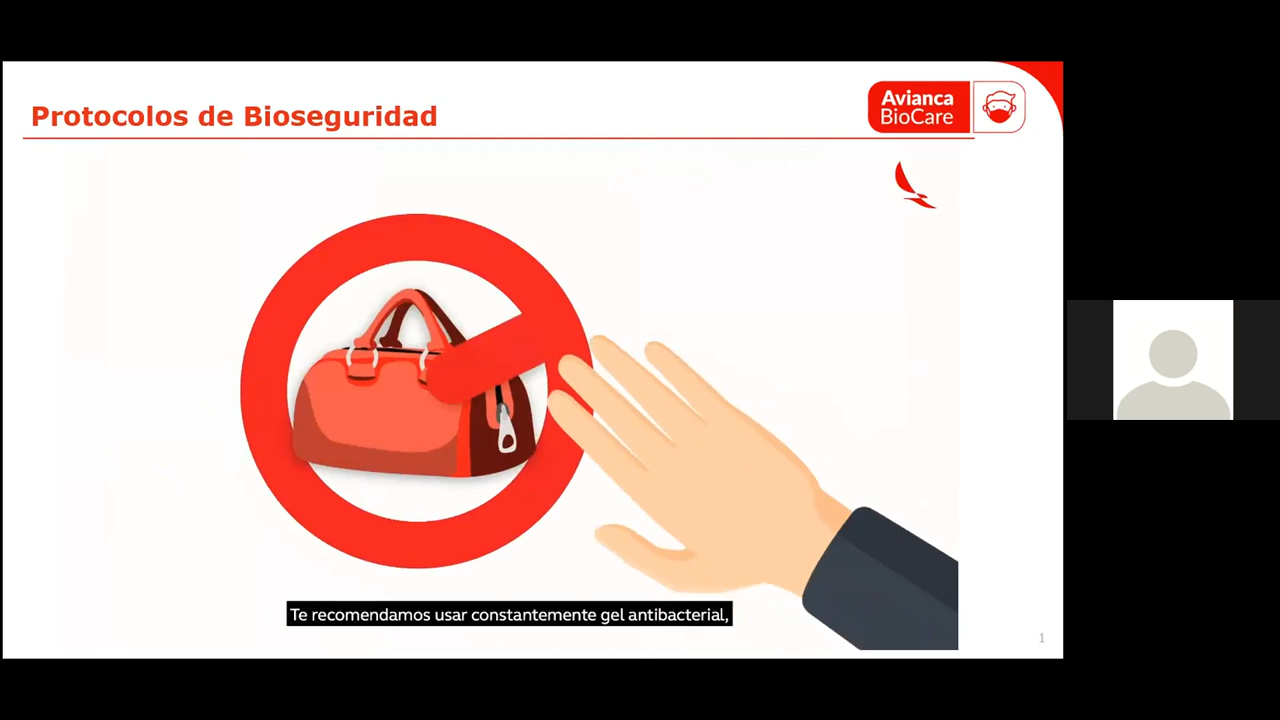 Protocolos de Bioseguridad
Avianca
BioCare
Te recomendamos usar constantemente gel antibacterial,
1